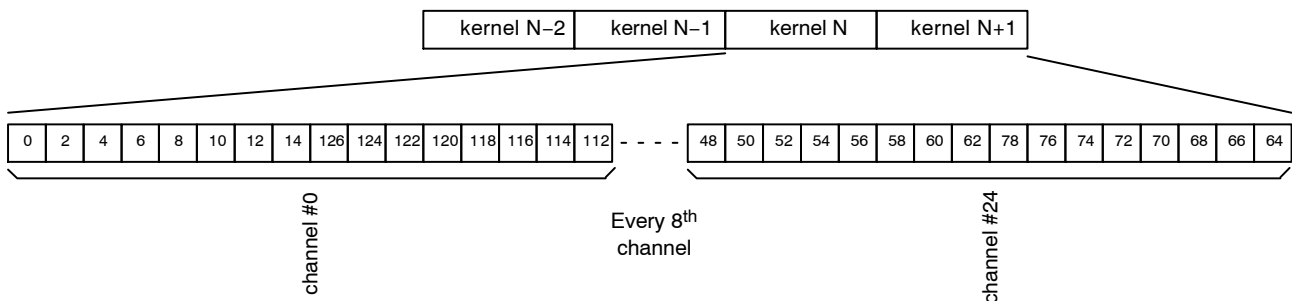 kernel N−2 kernel N−1 kernel N kernel N+1
0 2 4 6 8 10 12 14 126 124 122 120 118 116 114 112 - - - - 48 50 52 54 56 58 60 62 78 76 74 72 70 68 66 64
channel #0
Every 8th
channel
channel #24